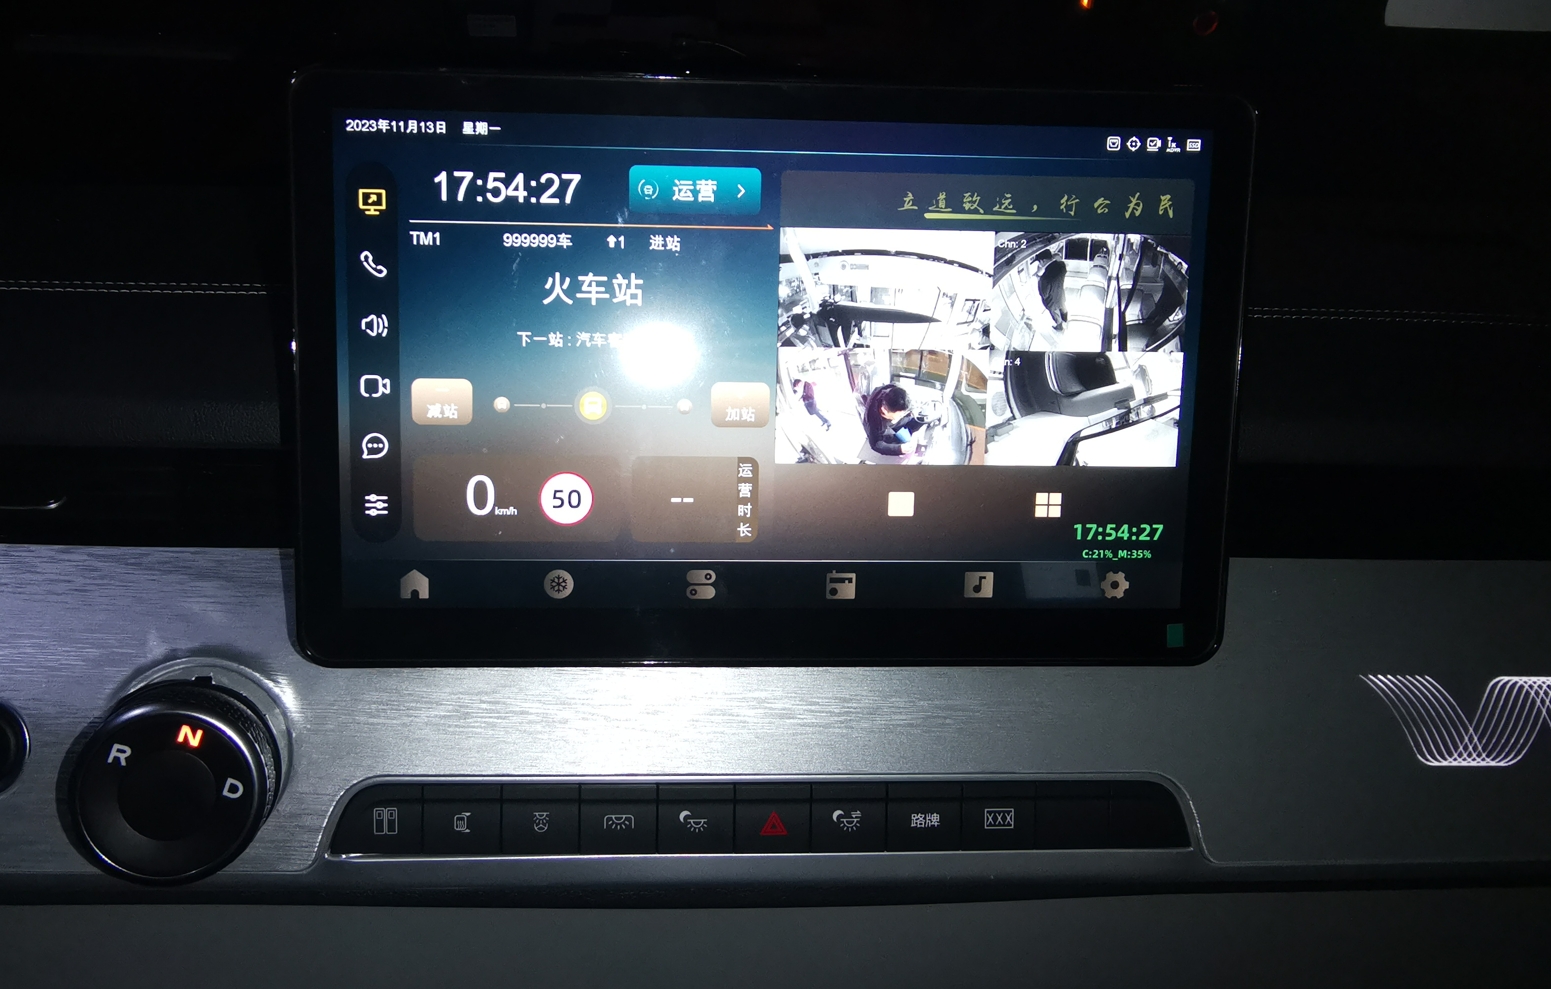 2023年11月13日 星期一
17:54:27 运营
立道致远，行公为民
TM1 999999车 1 进站
火车站
下一站：汽车
减站 加站
Chn: 2
n: 4
0 km/h 50 -- 运营时长
17:54:27
C:21%_M:35%
R N D
路牌 XXX